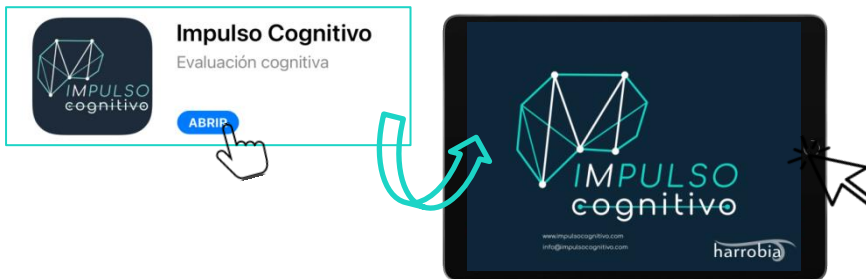 IMPULSO
cognitivo
Impulso Cognitivo
Evaluación cognitiva
ABRIR
IMPULSO
cognitivo
www.impulsocognitivo.com
info@impulsocognitivo.com
harrobia